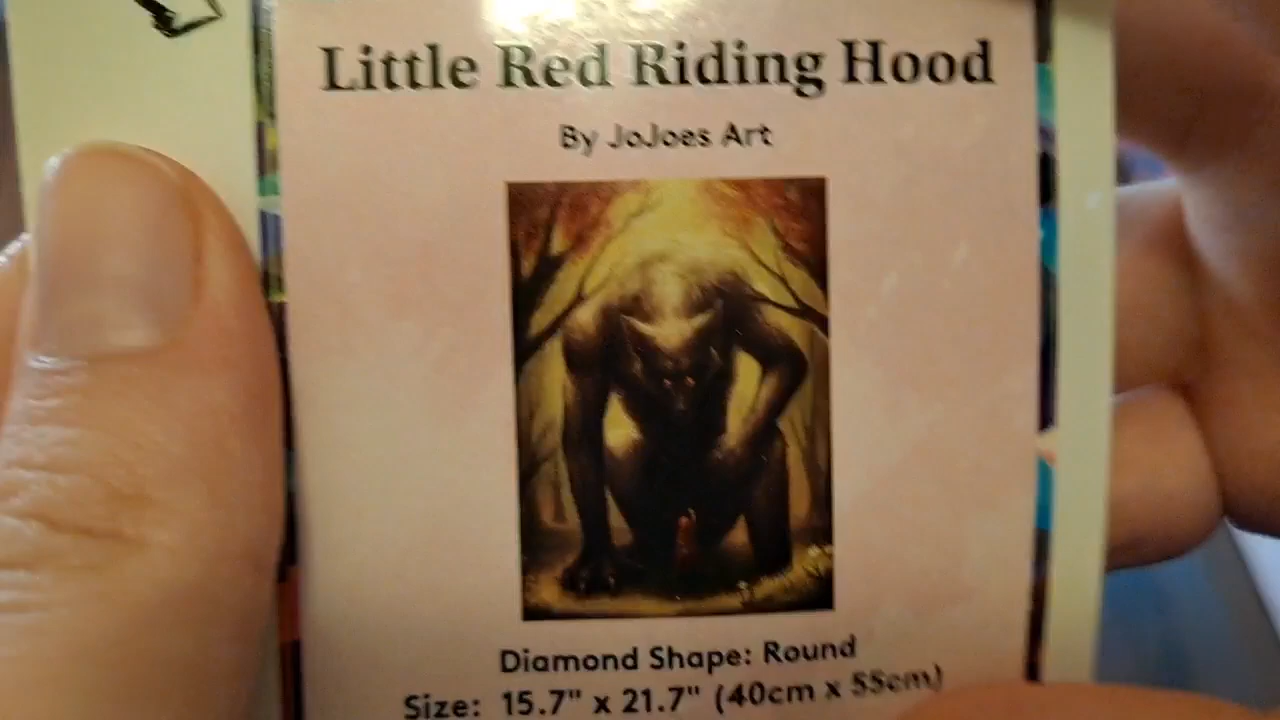 Little Red Riding Hood
By JoJoes Art
Diamond Shape: Round
Size: 15.7" x 21.7" (40cm x 55cm)